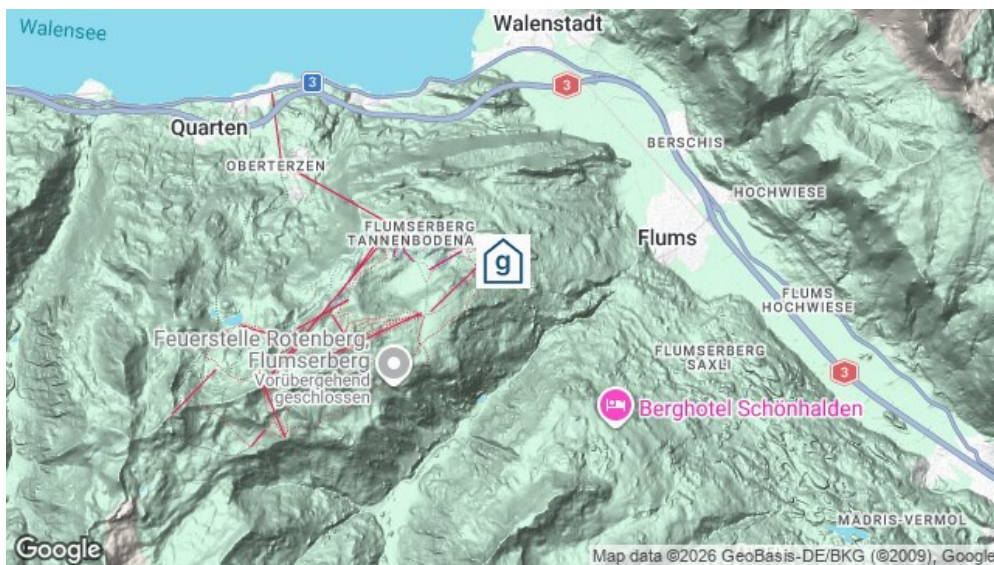 Walensee
Walenstadt
3
3
Quarten
BERSCHIS
OBERTERZEN
HOCHWIESE
FLUMSERBERG
TANNENBODENA
Flums
g
FLUMS
HOCHWIESE
Feuerstelle Rotenberg,
Flumserberg
Vorübergehend
geschlossen
FLUMSERBERG
SAXLI
3
Berghotel Schönhalden
MÄDRIS-VERMOL
Google
Map data ©2026 GeoBasis-DE/BKG (©2009), Google